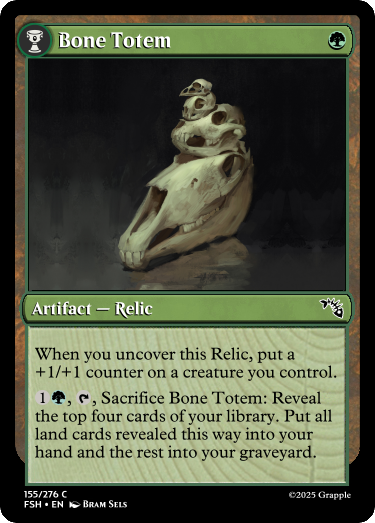 Bone Totem
Artifact — Relic
When you uncover this Relic, put a
+1/+1 counter on a creature you control.
1 , , Sacrifice Bone Totem: Reveal
the top four cards of your library. Put all
land cards revealed this way into your
hand and the rest into your graveyard.
155/276 C
FSH • EN Bram Sels
©2025 Grapple